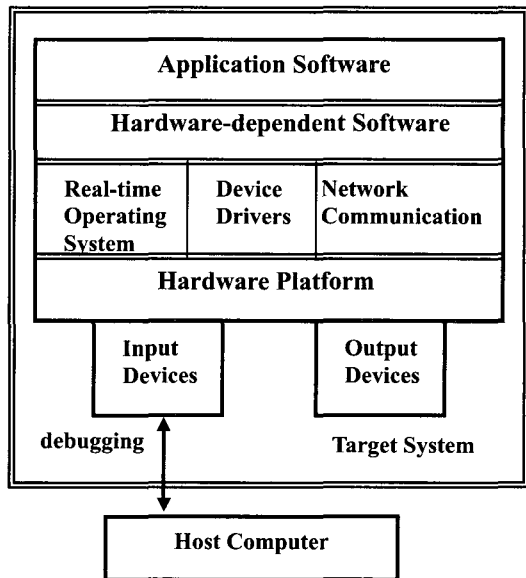 Application Software
Hardware-dependent Software
Real-time
Operating
System
Device
Drivers
Network
Communication
Hardware Platform
Input
Devices
Output
Devices
debugging
Target System
Host Computer